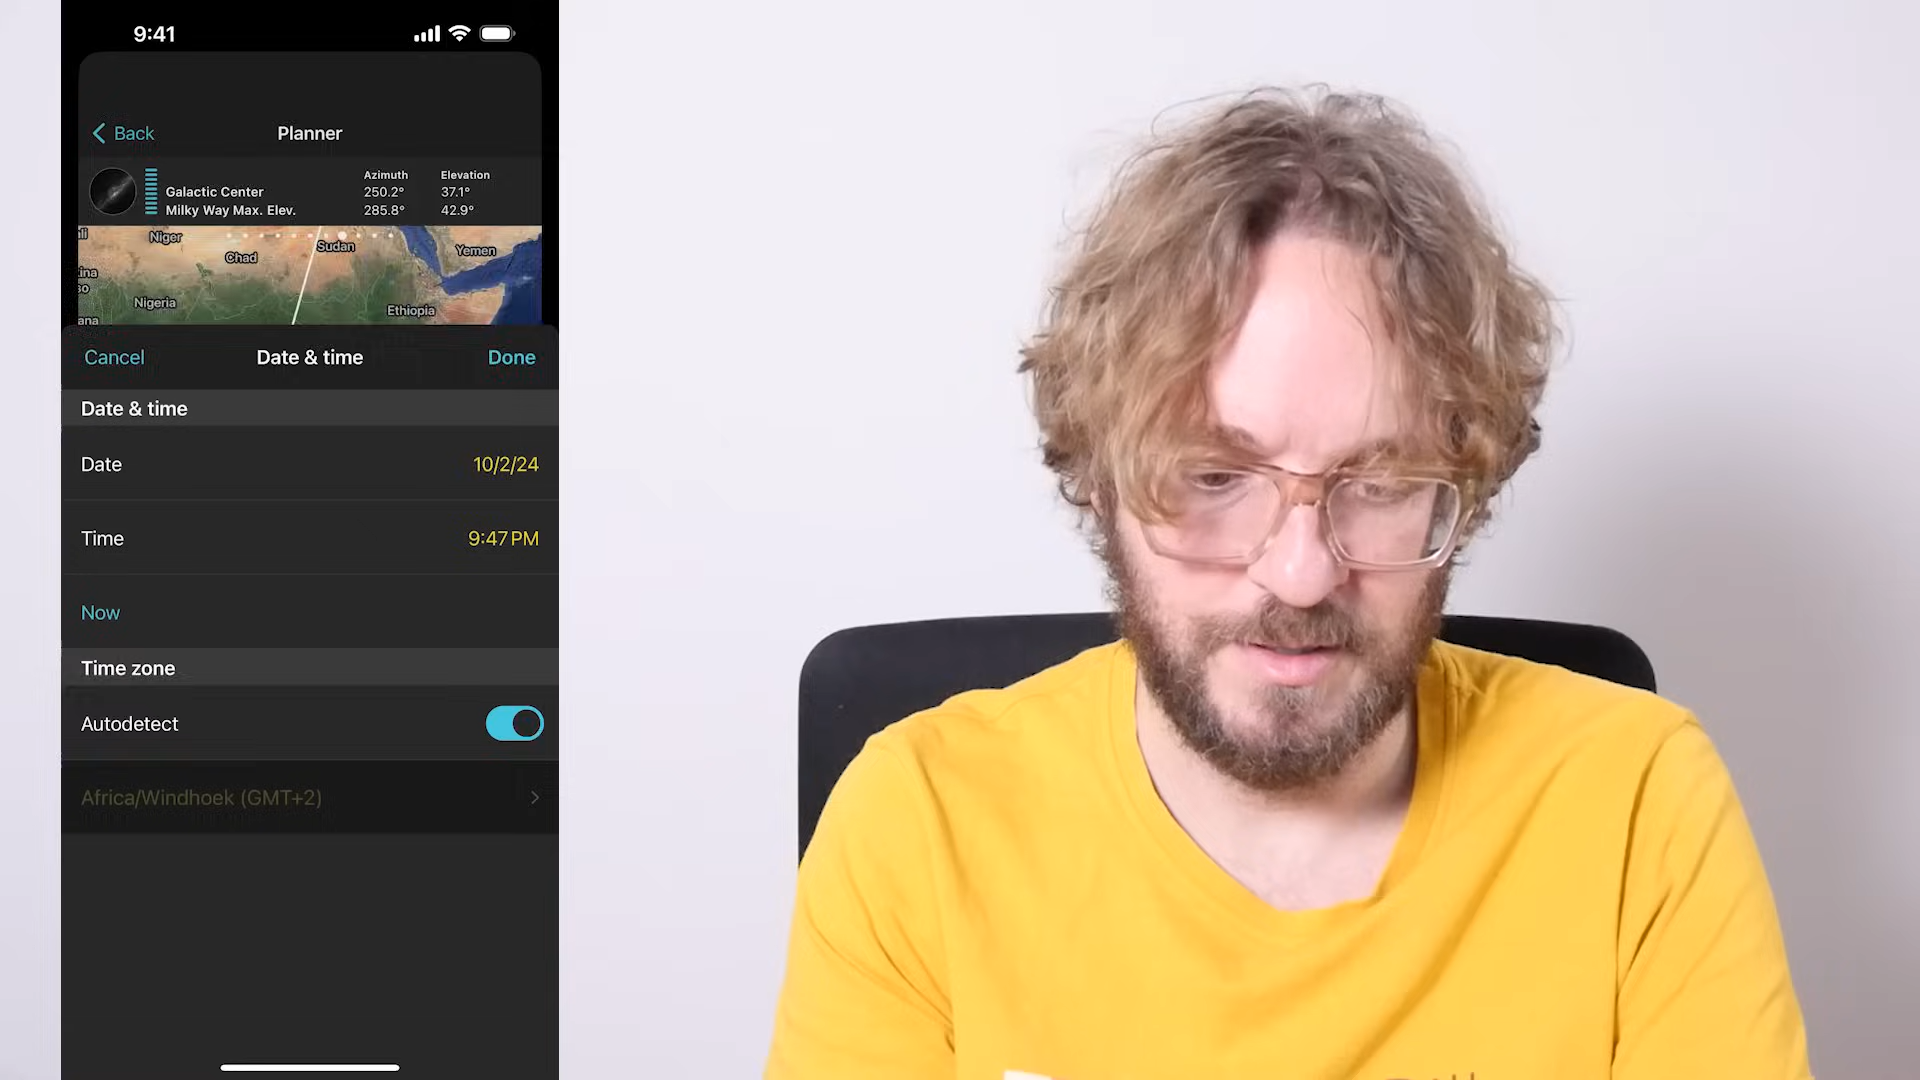 9:41
Back
Planner
Azimuth
Elevation
Galactic Center
250.2°
37.1°
Milky Way Max. Elev.
285.8°
42.9°
Niger
Sudan
Yemen
Chad
Nigeria
Ethiopia
Cancel
Date & time
Done
Date & time
Date
10/2/24
Time
9:47 PM
Now
Time zone
Autodetect
Africa/Windhoek (GMT+2)